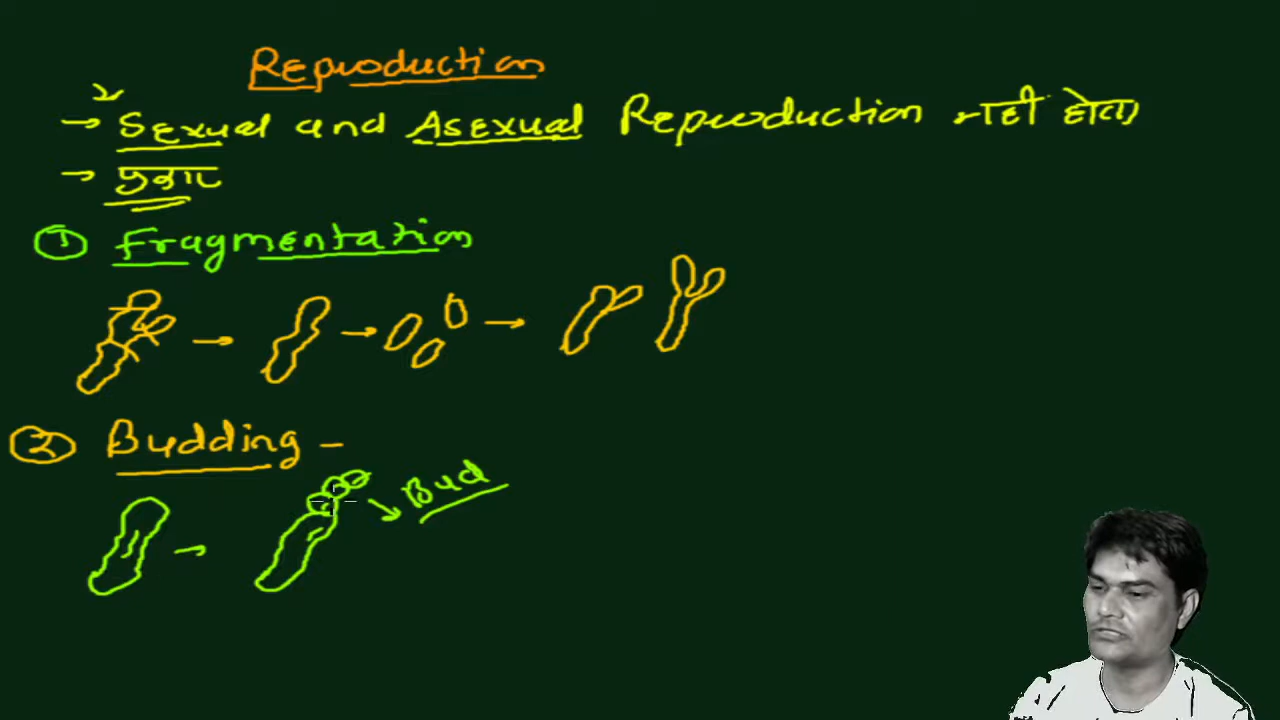 Reproduction
→ Sexual and Asexual Reproduction नही होता
→ प्रकार
① Fragmentation
② Budding -
Bud